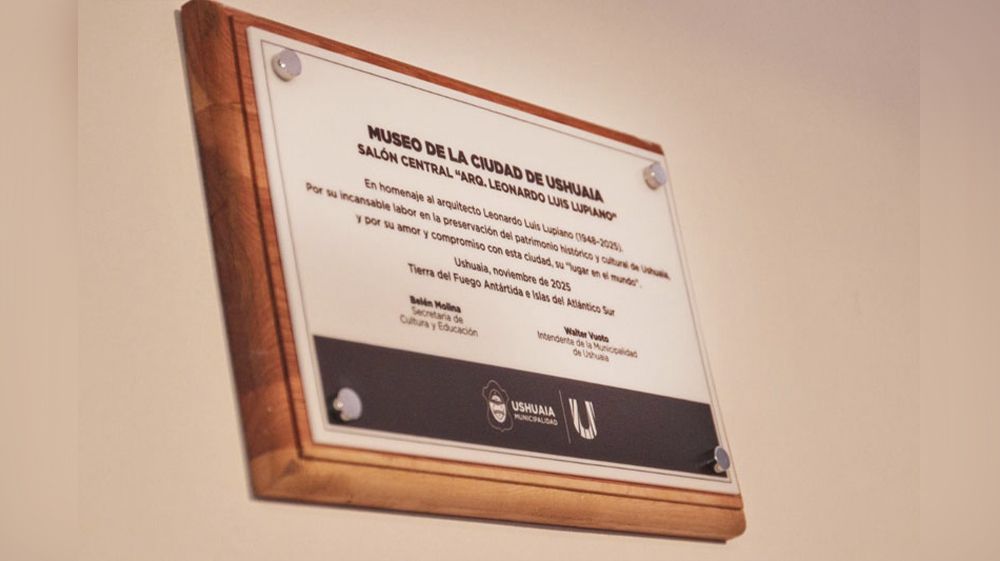 MUSEO DE LA CIUDAD DE USHUAIA
SALÓN CENTRAL "ARQ. LEONARDO LUIS LUPIANO"
En homenaje al arquitecto Leonardo Luis Lupiano (1948-2025).
Por su incansable labor en la preservación del patrimonio histórico y cultural de Ushuaia,
y por su amor y compromiso con esta ciudad, su "lugar en el mundo".
Ushuaia, noviembre de 2025
Tierra del Fuego Antártida e Islas del Atlántico Sur
Belén Molina
Secretaria de
Cultura y Educación
Walter Vuoto
Intendente de la Municipalidad
de Ushuaia
USHUAIA
MUNICIPALIDAD